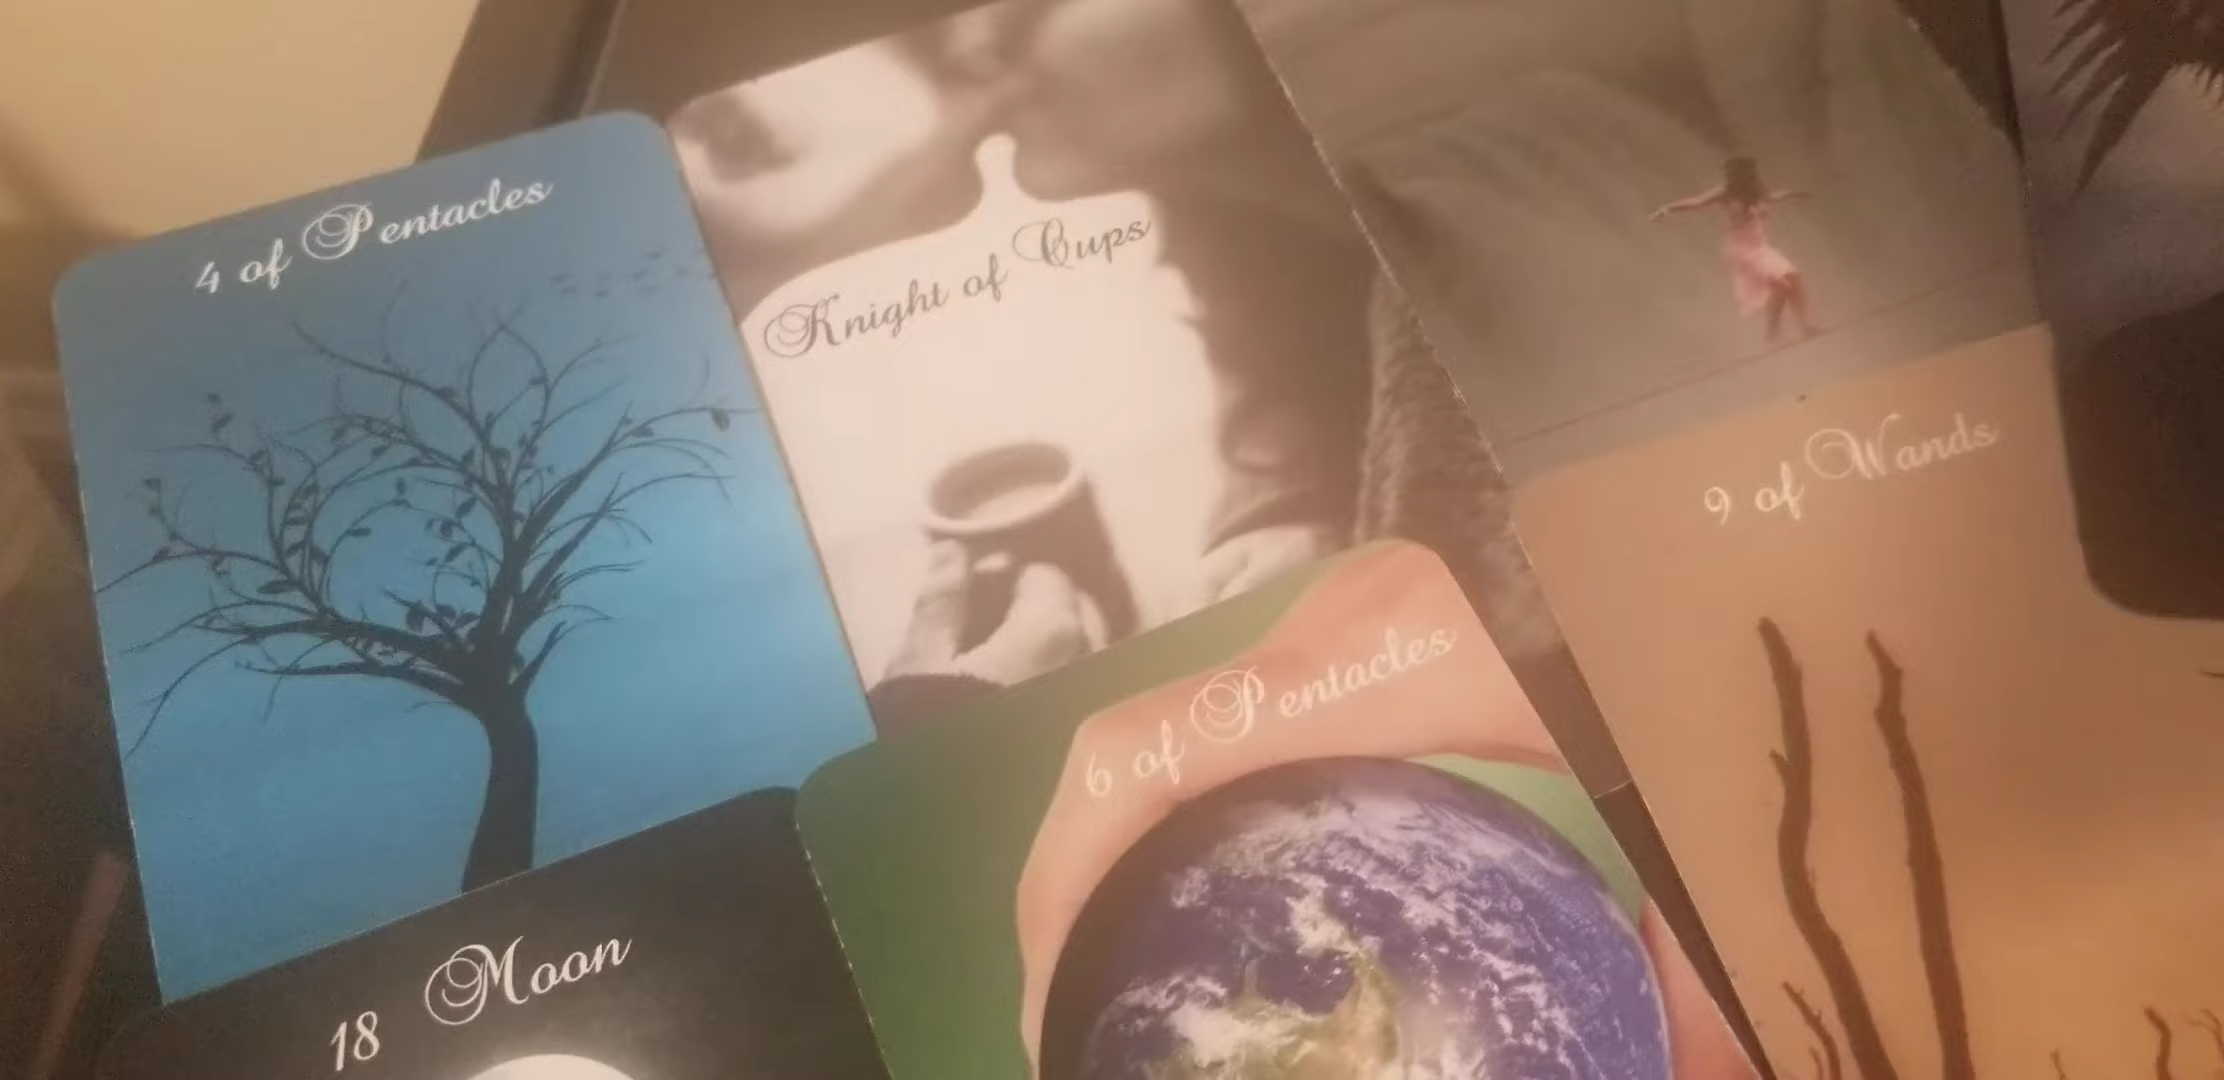 4 of Pentacles
Knight of Cups
9 of Wands
6 of Pentacles
18 Moon